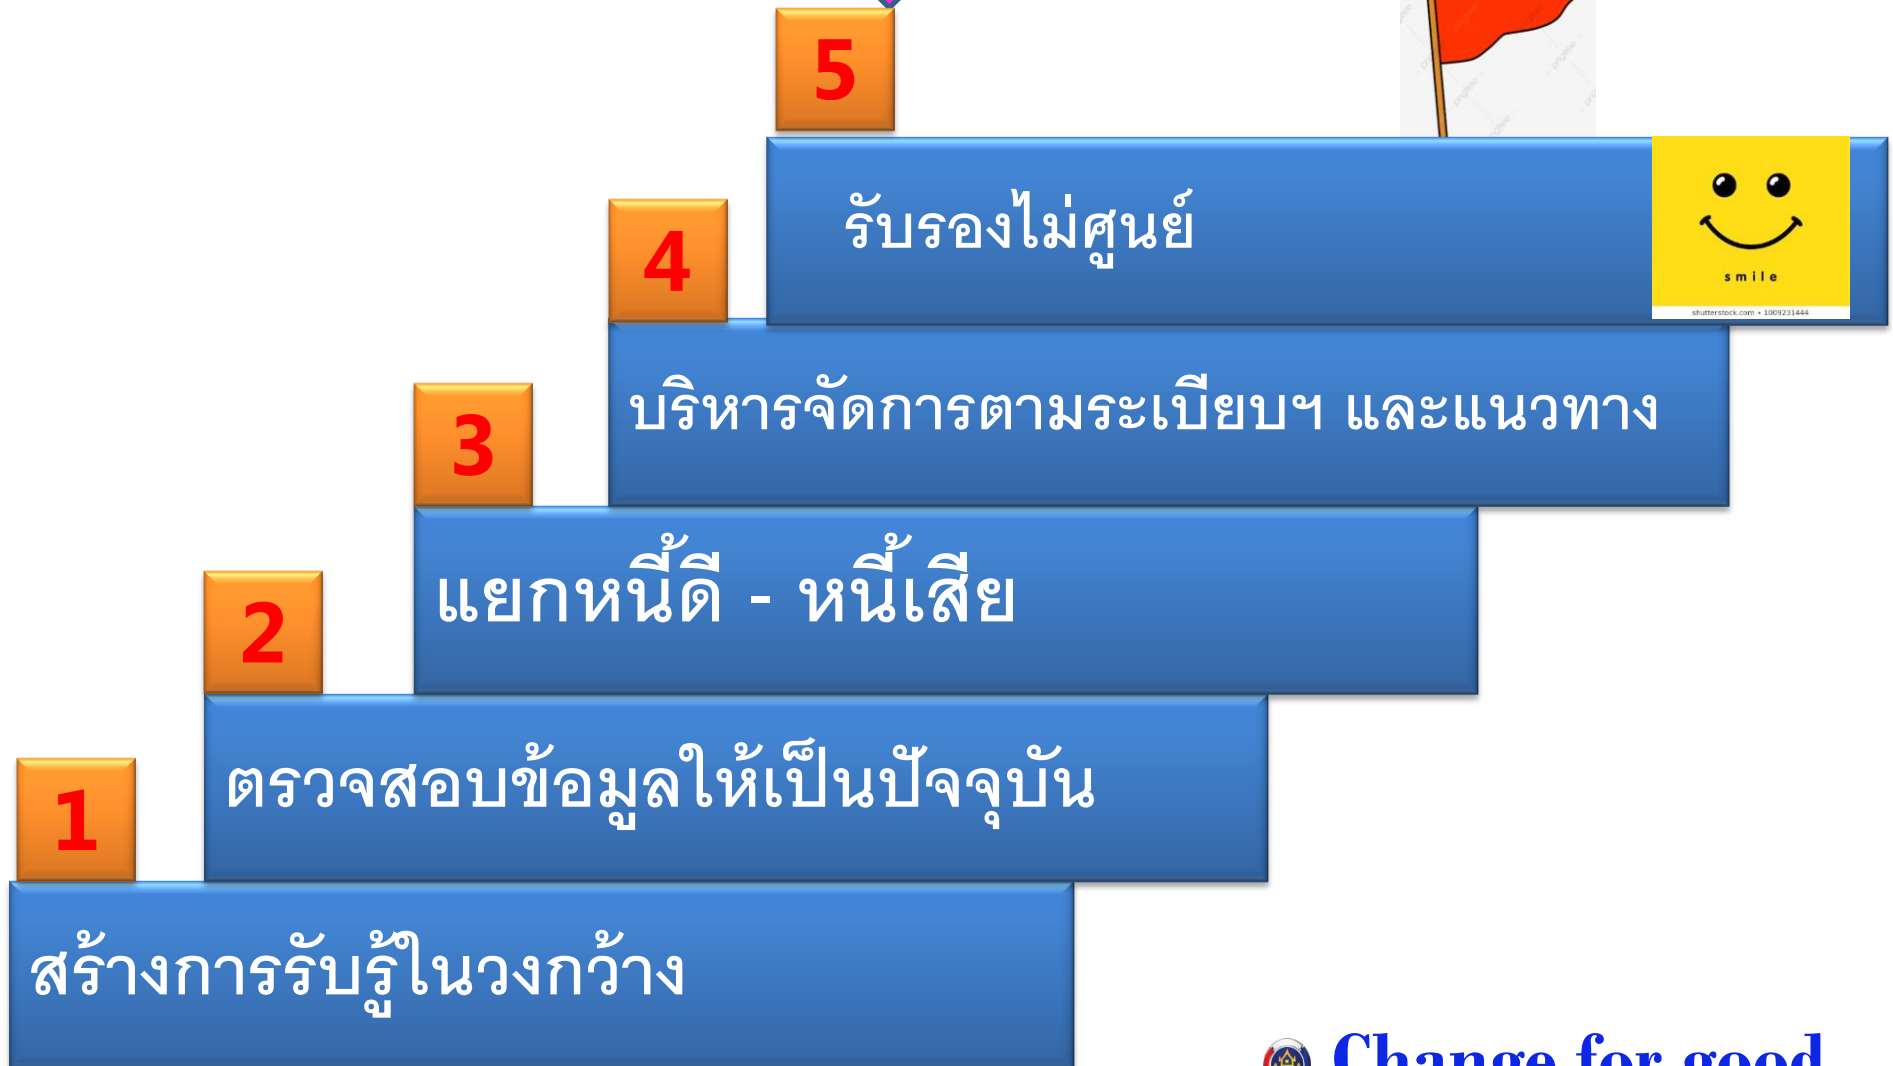 5
รับรองไม่ศูนย์
smile
shutterstock.com • 1009231444
4
บริหารจัดการตามระเบียบฯ และแนวทาง
3
แยกหนี้ดี - หนี้เสีย
2
ตรวจสอบข้อมูลให้เป็นปัจจุบัน
1
สร้างการรับรู้ในวงกว้าง
Change for good